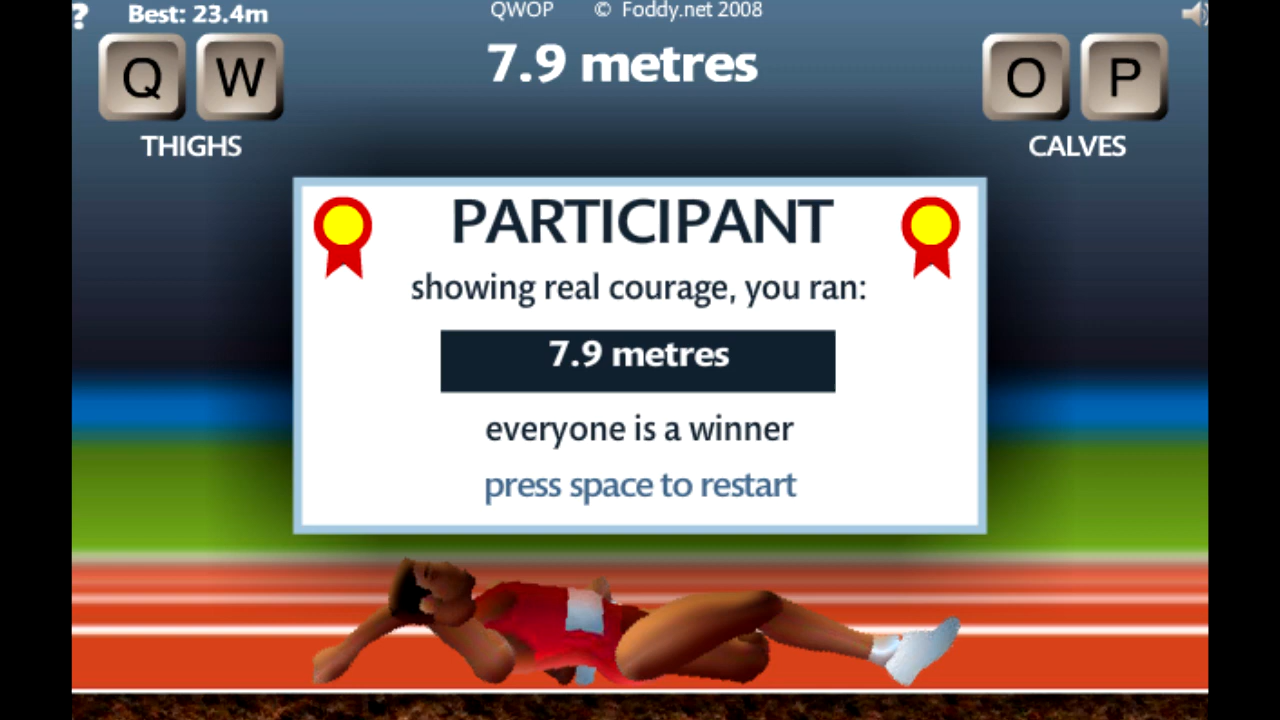 ?
Best: 23.4m
QWOP © Foddy.net 2008
7.9 metres
Q W
THIGHS
O P
CALVES
PARTICIPANT
showing real courage, you ran:
7.9 metres
everyone is a winner
press space to restart